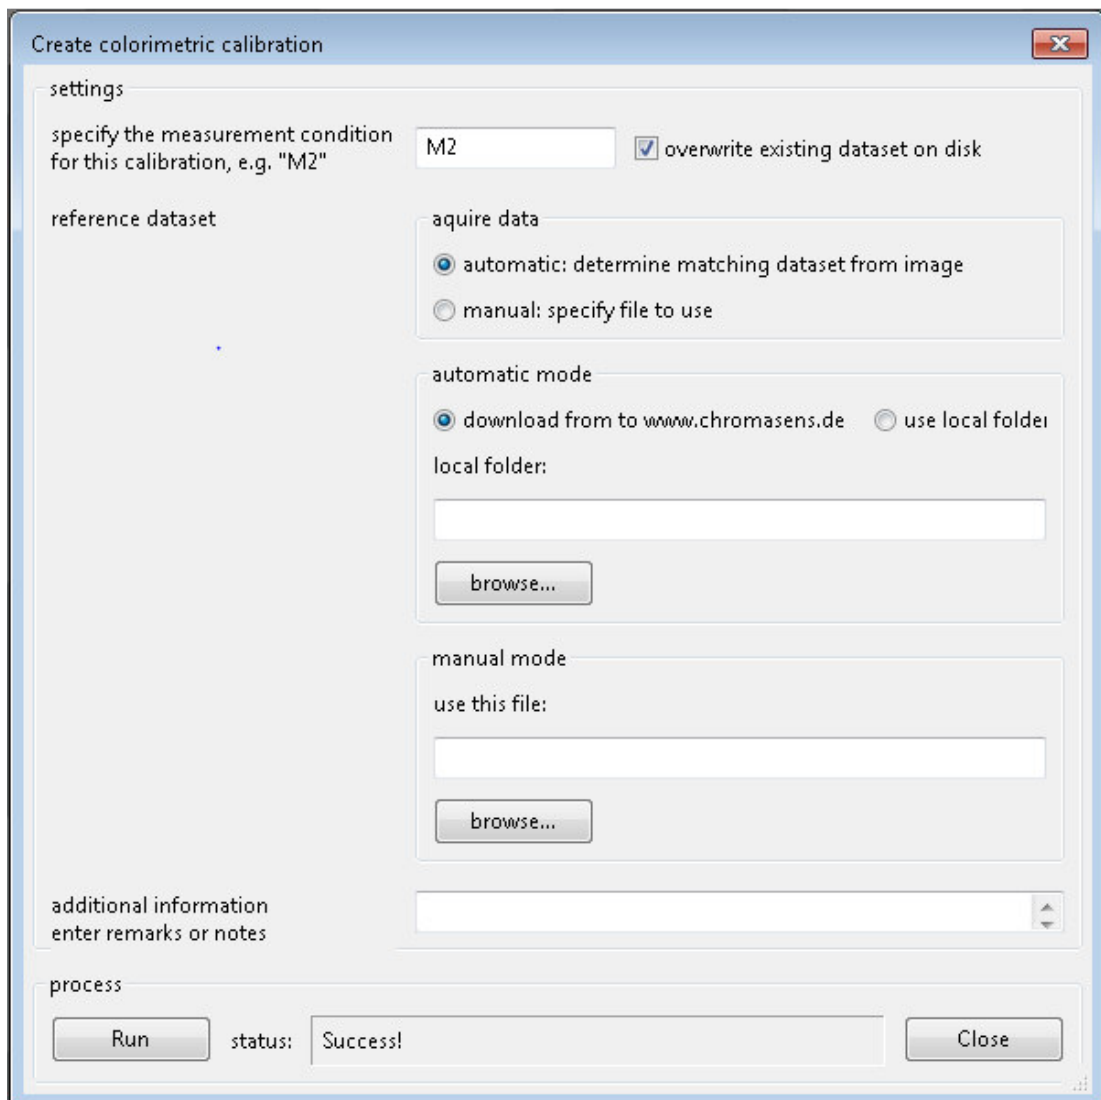 Create colorimetric calibration
settings
specify the measurement condition
for this calibration, e.g. "M2"
M2
overwrite existing dataset on disk
reference dataset
aquire data
automatic: determine matching dataset from image
manual: specify file to use
automatic mode
download from to www.chromasens.de
use local folder
local folder:
browse...
manual mode
use this file:
browse...
additional information
enter remarks or notes
process
Run
status:
Success!
Close